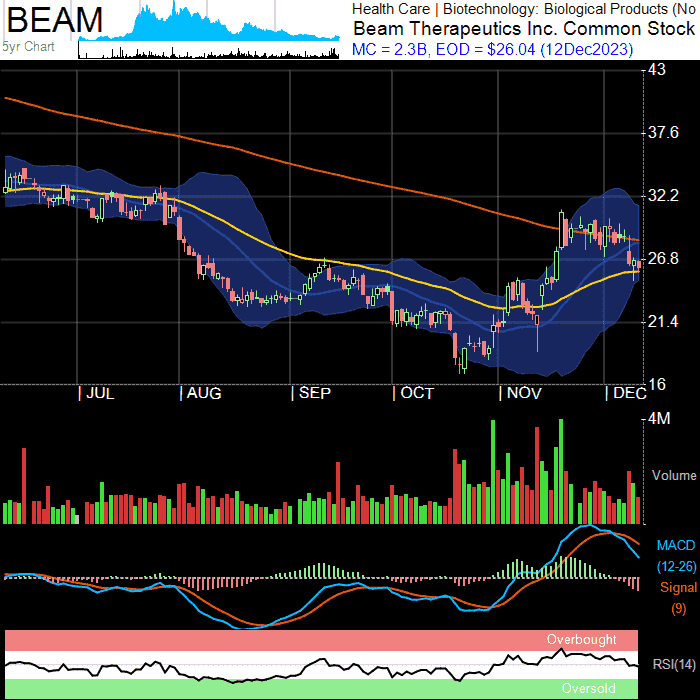 BEAM
5yr Chart
Health Care | Biotechnology: Biological Products (No
Beam Therapeutics Inc. Common Stock
MC = 2.3B, EOD = $26.04 (12Dec2023)
43
37.6
32.2
26.8
21.4
16
| JUL | AUG | SEP | OCT | NOV | DEC
4M
Volume
MACD
(12-26)
Signal
(9)
Overbought
RSI(14)
Oversold